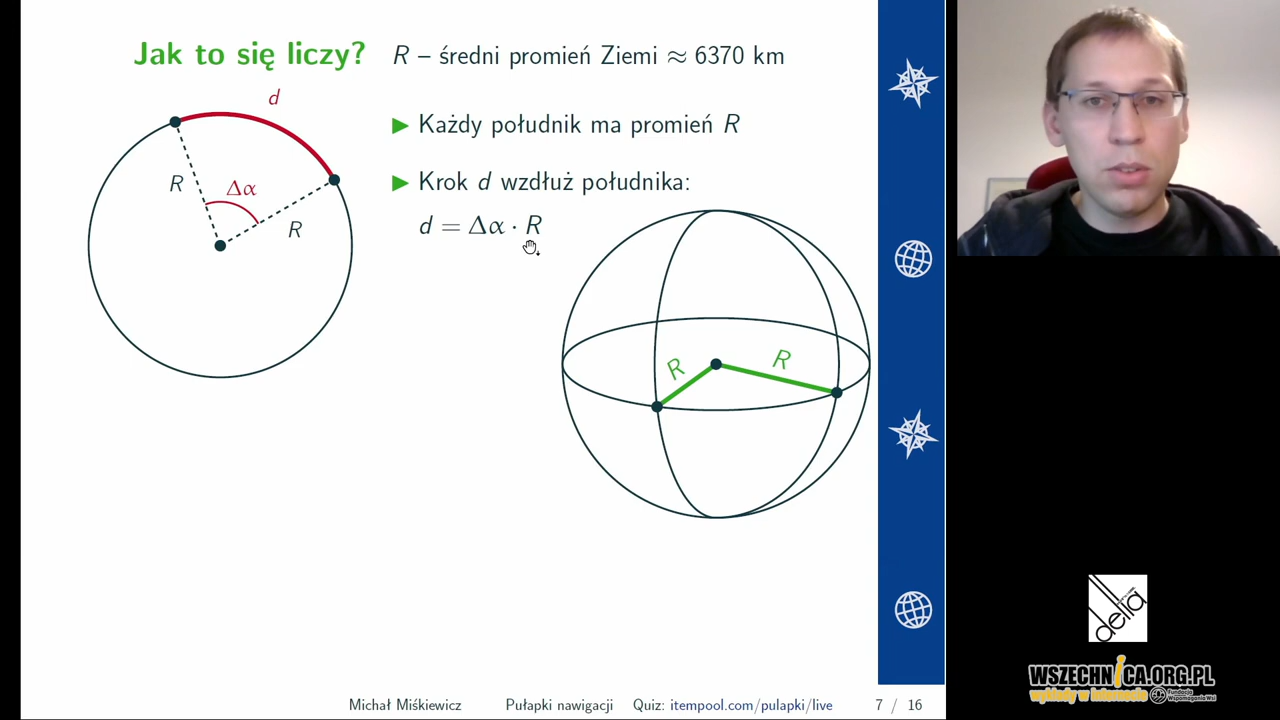 Jak to się liczy?
R – średni promień Ziemi ≈ 6370 km
d
R
Δα
R
▶ Każdy południk ma promień R
▶ Krok d wzdłuż południka:
d = Δα · R
R
R
Michał Miśkiewicz
Pułapki nawigacji
Quiz: itempool.com/pulapki/live
7 / 16
delta
WSZECHNICA.ORG.PL
wykłady w internecie